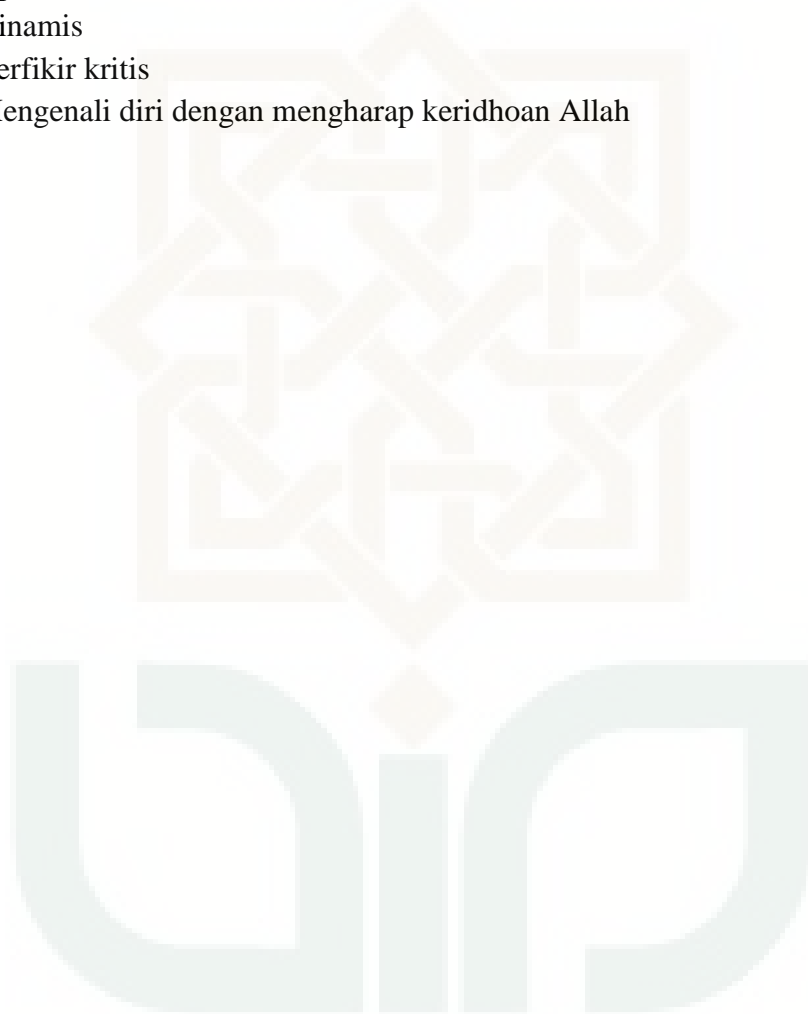 inamis
erfikir kritis
engenali diri dengan mengharap keridhoan Allah